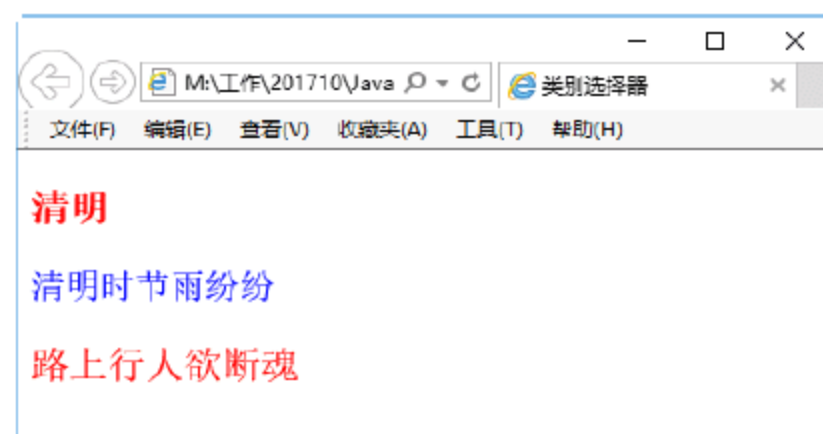 M:\工作\201710\Java
类别选择器
文件(F) 编辑(E) 查看(V) 收藏夹(A) 工具(T) 帮助(H)
清明
清明时节雨纷纷
路上行人欲断魂